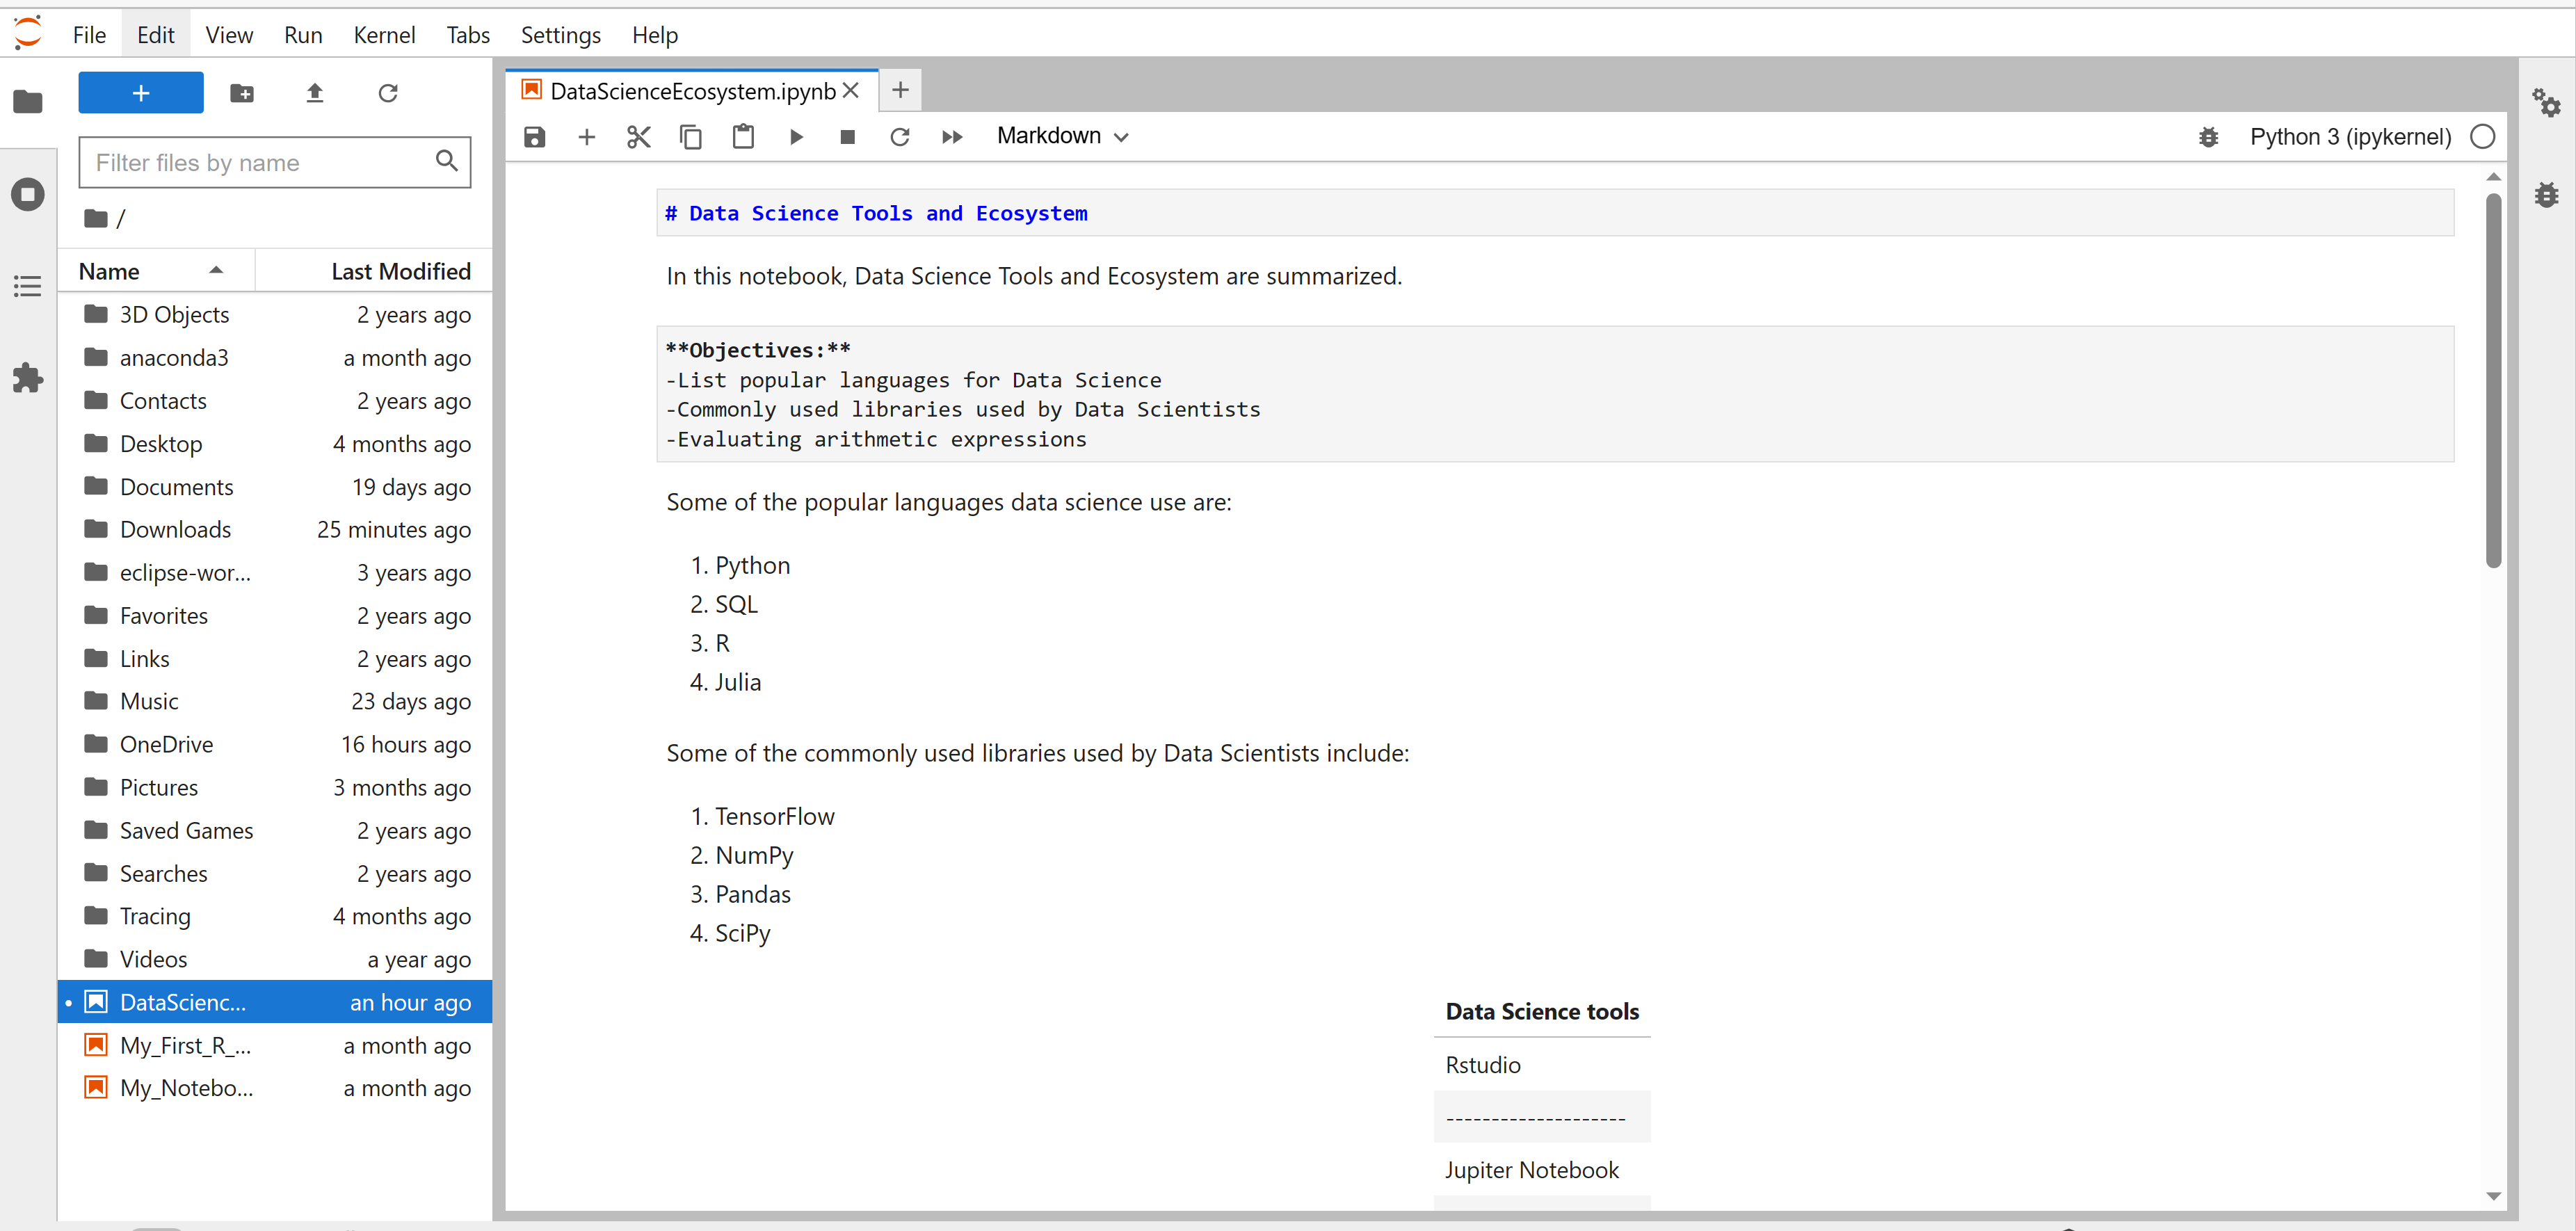 File Edit View Run Kernel Tabs Settings Help
Filter files by name
/
Name Last Modified
3D Objects 2 years ago
anaconda3 a month ago
Contacts 2 years ago
Desktop 4 months ago
Documents 19 days ago
Downloads 25 minutes ago
eclipse-wor... 3 years ago
Favorites 2 years ago
Links 2 years ago
Music 23 days ago
OneDrive 16 hours ago
Pictures 3 months ago
Saved Games 2 years ago
Searches 2 years ago
Tracing 4 months ago
Videos a year ago
DataScienc... an hour ago
My_First_R_... a month ago
My_Notebo... a month ago
DataScienceEcosystem.ipynb
Markdown
Python 3 (ipykernel)
# Data Science Tools and Ecosystem
In this notebook, Data Science Tools and Ecosystem are summarized.
**Objectives:**
-List popular languages for Data Science
-Commonly used libraries used by Data Scientists
-Evaluating arithmetic expressions
Some of the popular languages data science use are:
1. Python
2. SQL
3. R
4. Julia
Some of the commonly used libraries used by Data Scientists include:
1. TensorFlow
2. NumPy
3. Pandas
4. SciPy
Data Science tools
Rstudio
--------------------
Jupiter Notebook